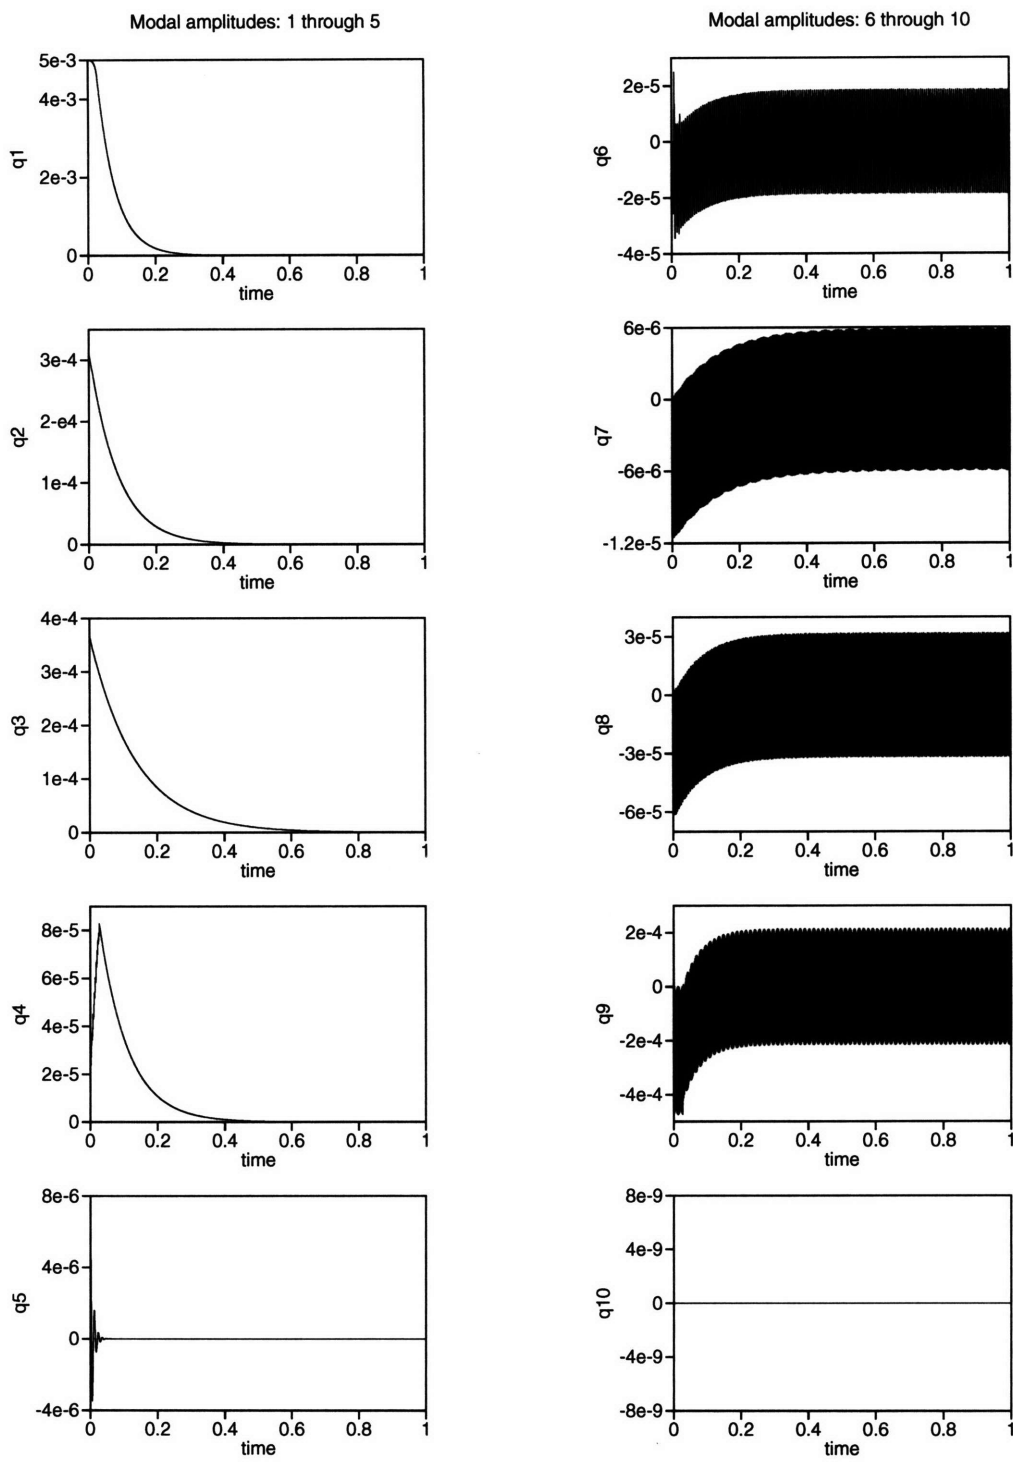 Modal amplitudes: 1 through 5
5e-3
4e-3
2e-3
0
q1
0 0.2 0.4 0.6 0.8 1
time
3e-4
2-e4
1e-4
0
q2
0 0.2 0.4 0.6 0.8 1
time
4e-4
3e-4
2e-4
1e-4
0
q3
0 0.2 0.4 0.6 0.8 1
time
8e-5
6e-5
4e-5
2e-5
0
q4
0 0.2 0.4 0.6 0.8 1
time
8e-6
4e-6
0
-4e-6
q5
0 0.2 0.4 0.6 0.8 1
time
Modal amplitudes: 6 through 10
2e-5
0
-2e-5
-4e-5
q6
0 0.2 0.4 0.6 0.8 1
time
6e-6
0
-6e-6
-1.2e-5
q7
0 0.2 0.4 0.6 0.8 1
time
3e-5
0
-3e-5
-6e-5
q8
0 0.2 0.4 0.6 0.8 1
time
2e-4
0
-2e-4
-4e-4
q9
0 0.2 0.4 0.6 0.8 1
time
8e-9
4e-9
0
-4e-9
-8e-9
q10
0 0.2 0.4 0.6 0.8 1
time